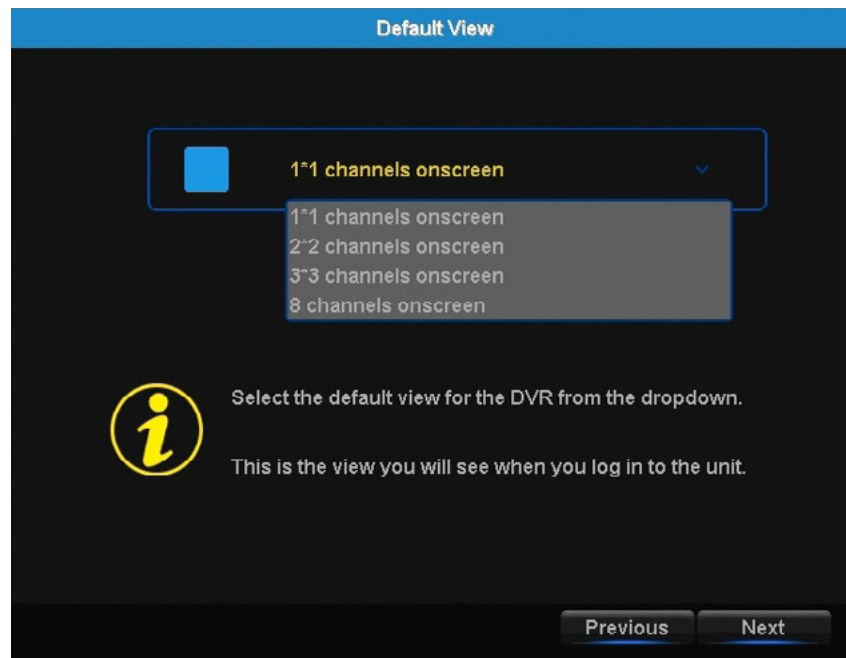 Default View
1*1 channels onscreen
1*1 channels onscreen
2*2 channels onscreen
3*3 channels onscreen
8 channels onscreen
Select the default view for the DVR from the dropdown.
This is the view you will see when you log in to the unit.
Previous Next